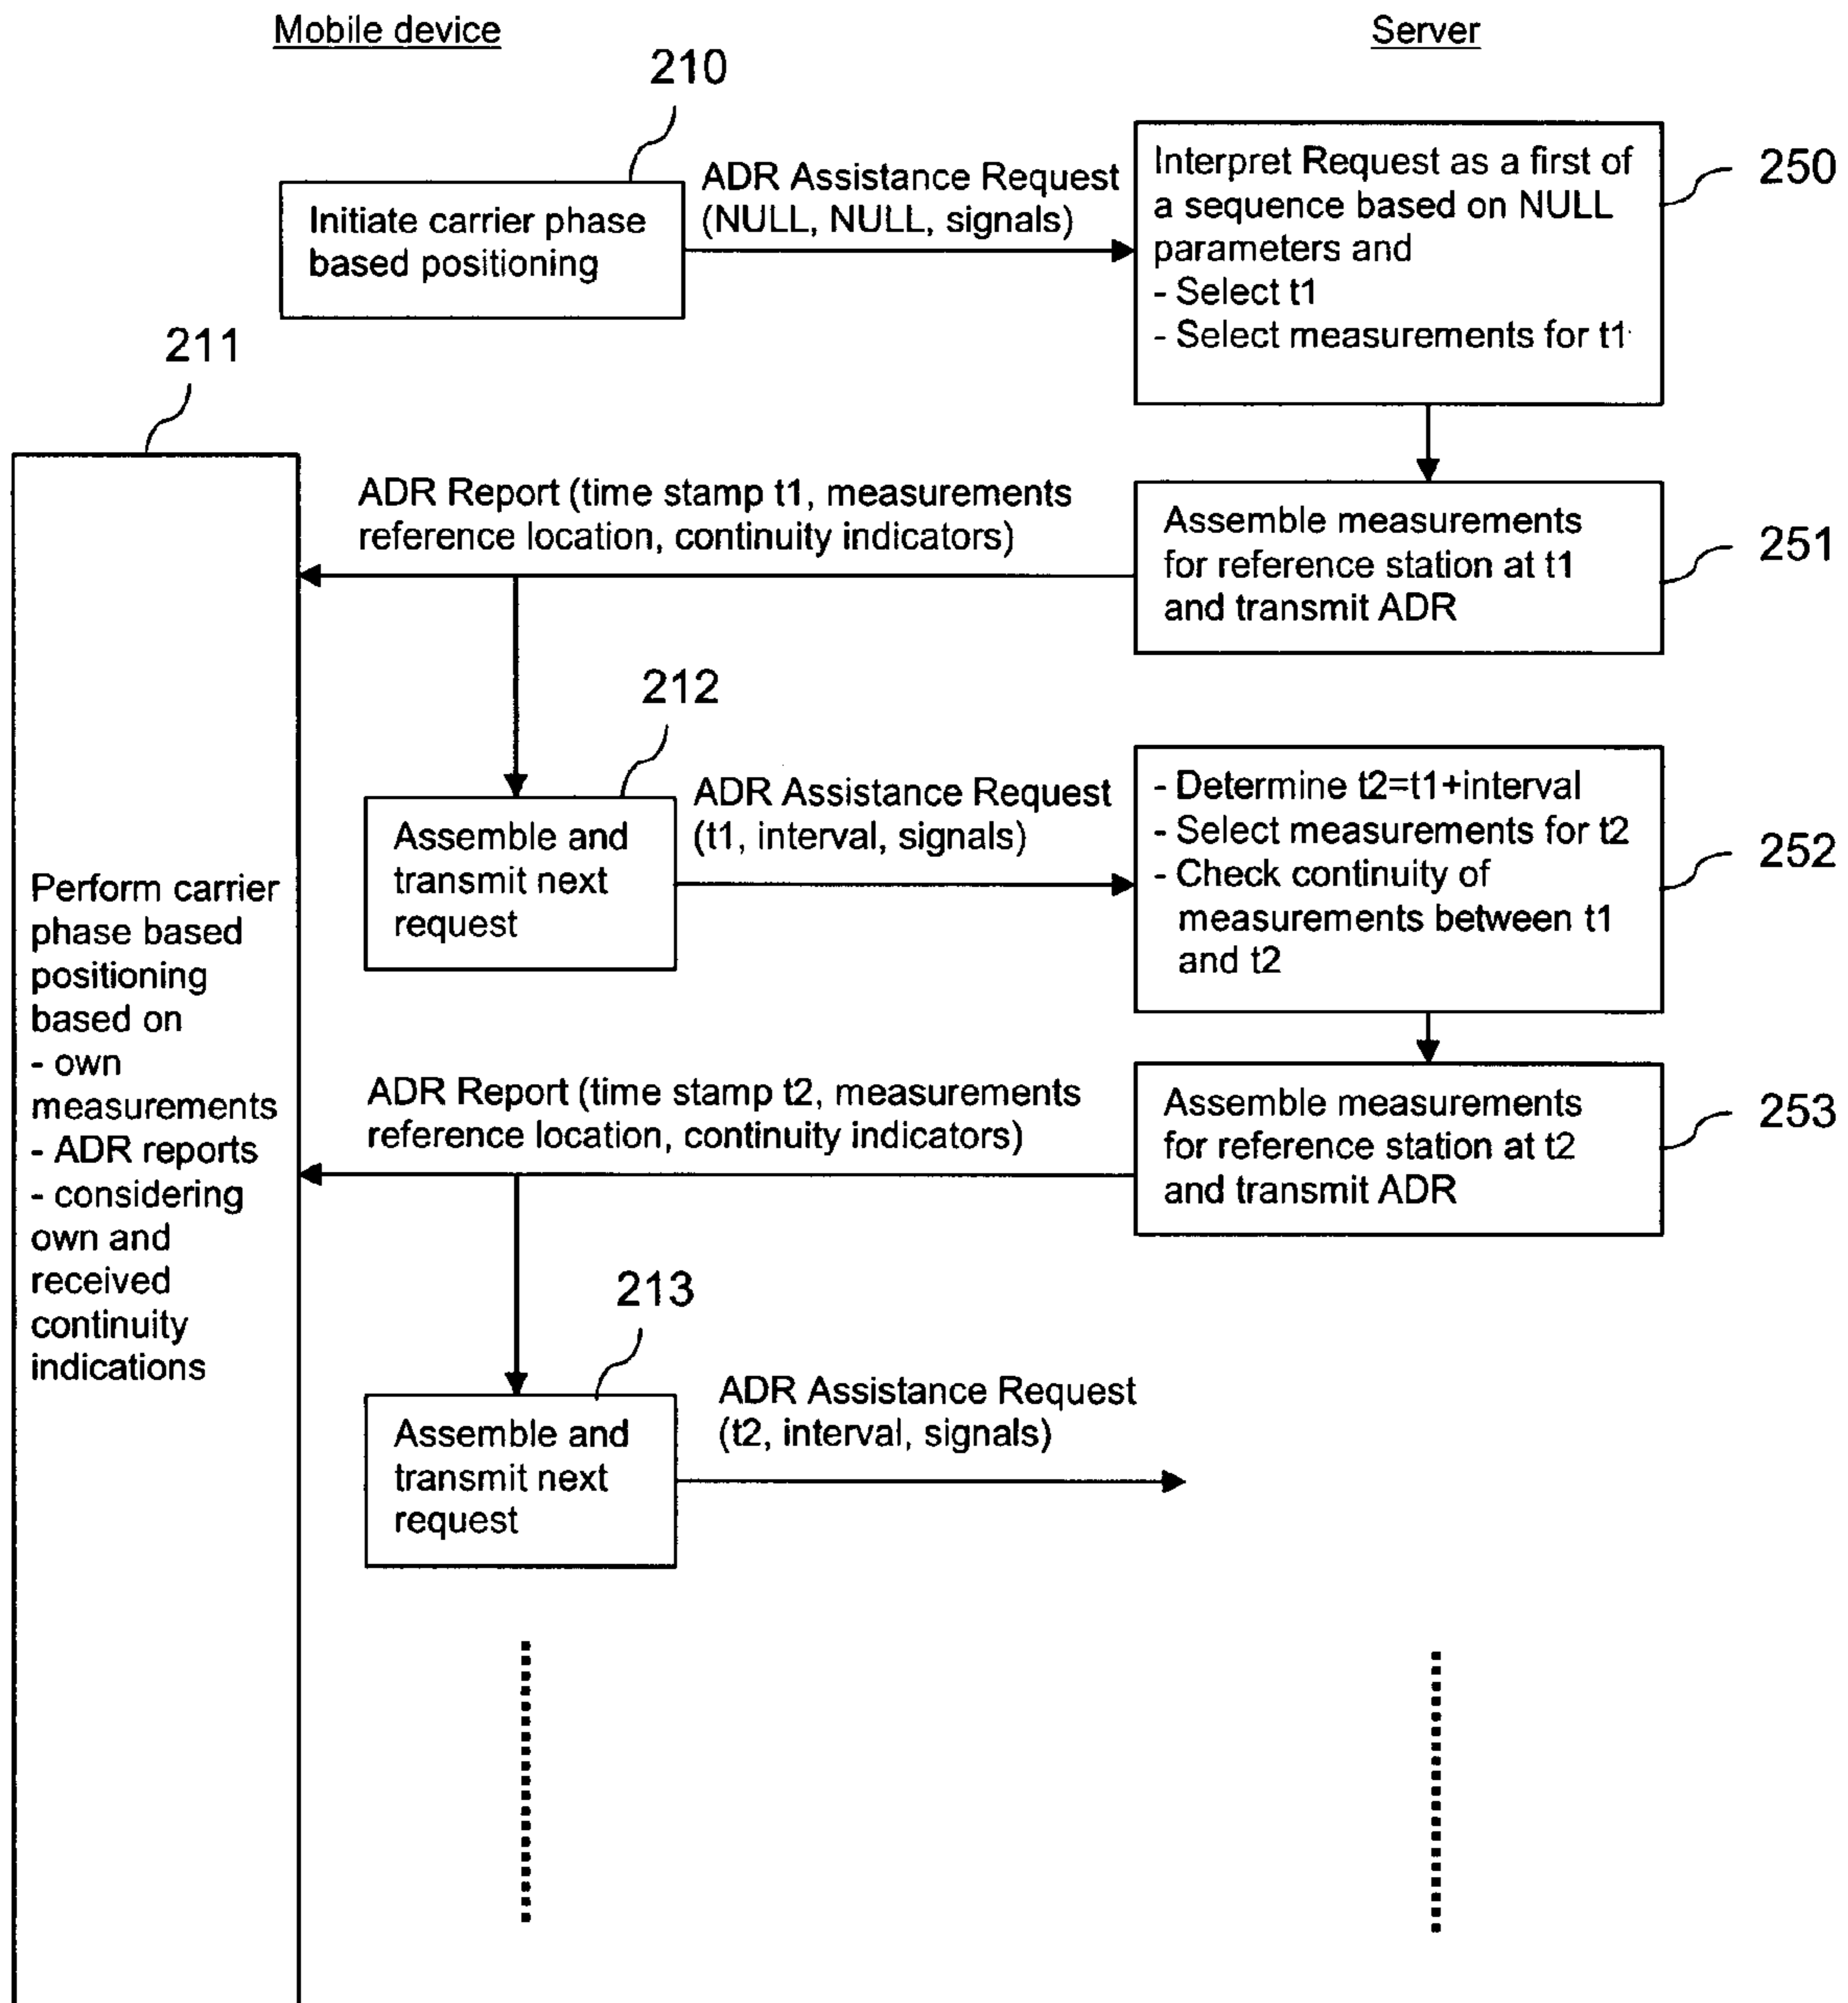 Mobile device
Server
210
Initiate carrier phase
based positioning
ADR Assistance Request
(NULL, NULL, signals)
Interpret Request as a first of
a sequence based on NULL
parameters and
- Select t1
- Select measurements for t1
250
211
ADR Report (time stamp t1, measurements
reference location, continuity indicators)
Assemble measurements
for reference station at t1
and transmit ADR
251
212
Assemble and
transmit next
request
ADR Assistance Request
(t1, interval, signals)
- Determine t2=t1+interval
- Select measurements for t2
- Check continuity of
measurements between t1
and t2
252
Perform carrier
phase based
positioning
based on
- own
measurements
- ADR reports
- considering
own and
received
continuity
indications
ADR Report (time stamp t2, measurements
reference location, continuity indicators)
Assemble measurements
for reference station at t2
and transmit ADR
253
213
Assemble and
transmit next
request
ADR Assistance Request
(t2, interval, signals)